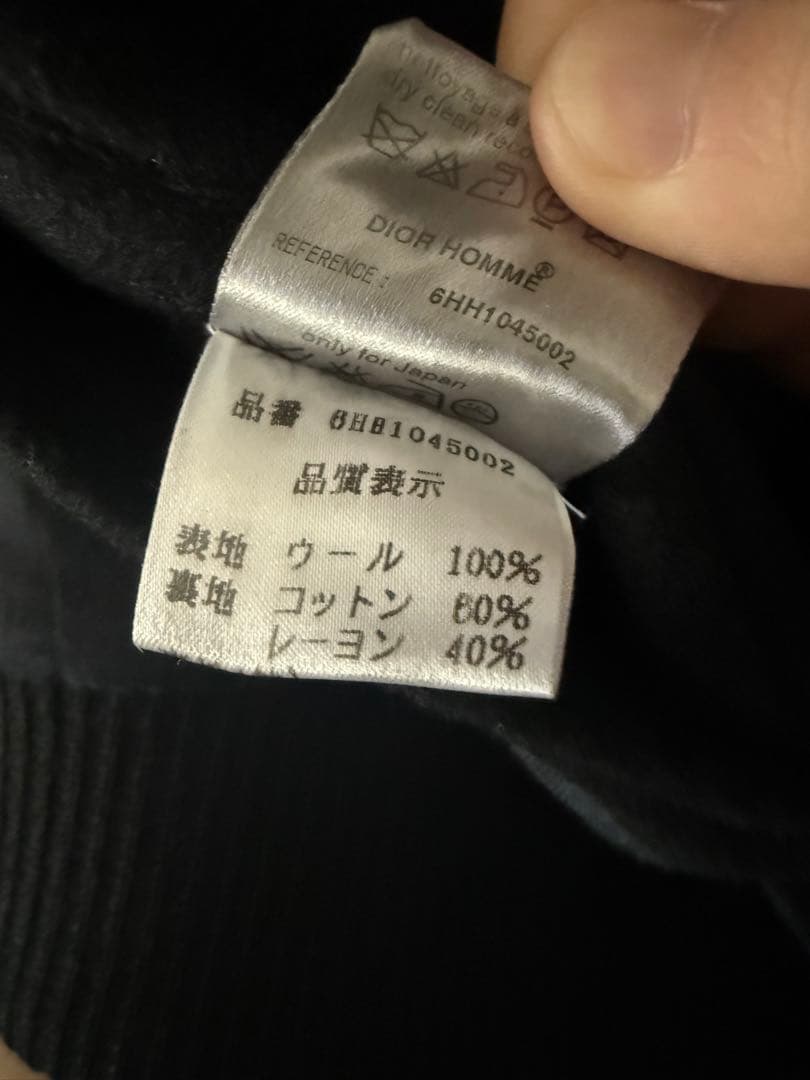 dry clean
DIOR HOMME®
REFERENCE : 6HH1045002
only for Japan
品番 6HH1045002
品質表示
表地 ウール 100%
裏地 コットン 60%
レーヨン 40%